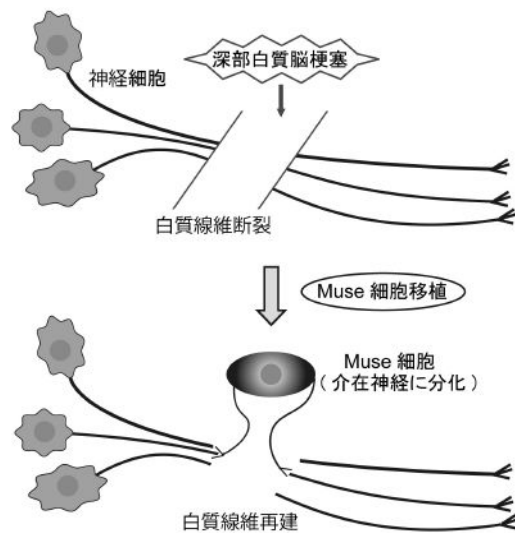 深部白質脳梗塞
神経細胞
白質線維断裂
Muse 細胞移植
Muse 細胞
（介在神経に分化）
白質線維再建